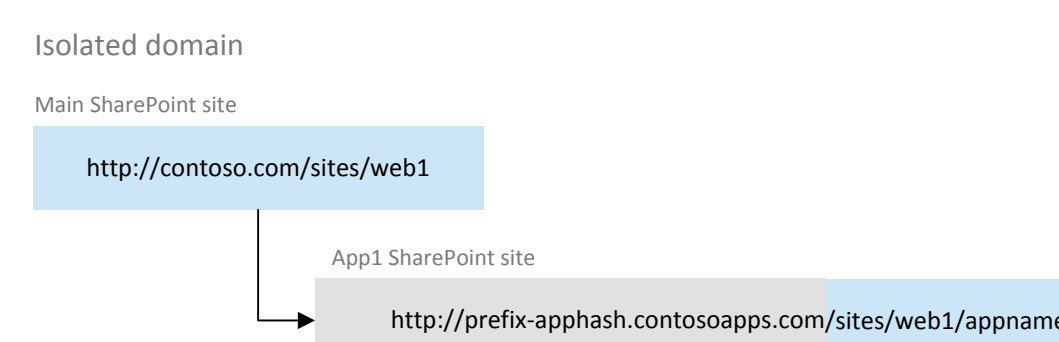 Isolated domain
Main SharePoint site
http://contoso.com/sites/web1
App1 SharePoint site
http://prefix-apphash.contosoapps.com/sites/web1/appname